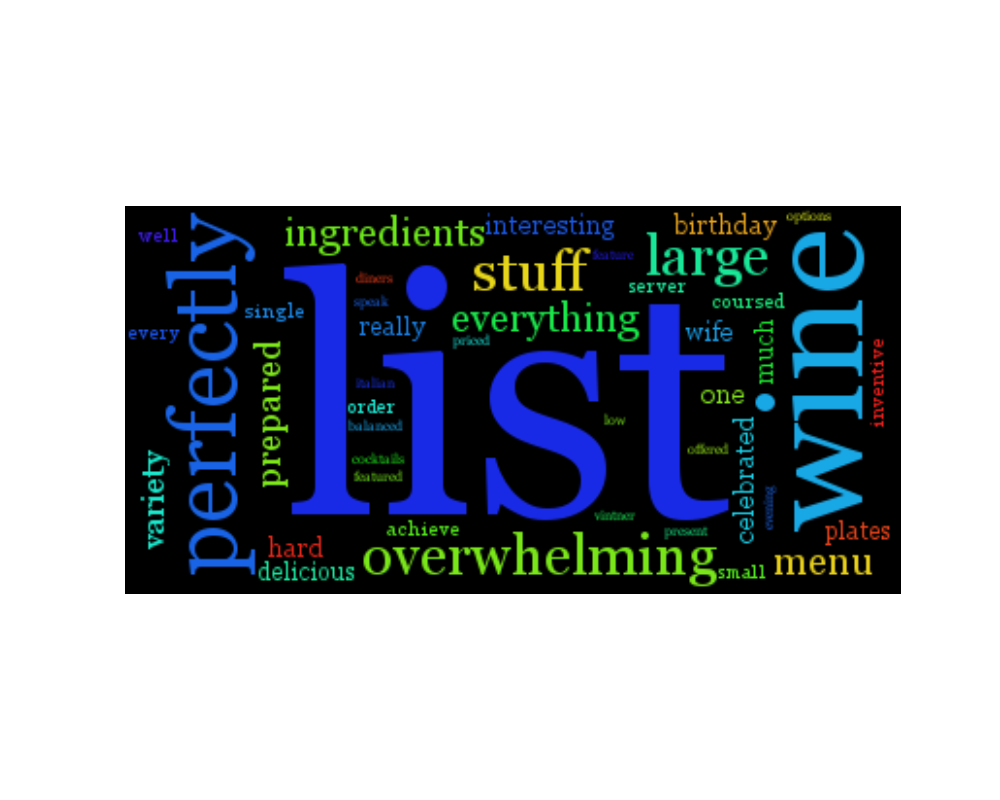 options
ingredients
interesting
birthday
well
perfectly
wine
large
stuff
feature
diners
server
coursed
speak
single
everything
really
every
wife
priced
much
prepared
inventive
list
italian
one
order
low
balanced
celebrated
offered
variety
cocktails
featured
evening
vintner
achieve
present
plates
hard
overwhelming
menu
delicious
small